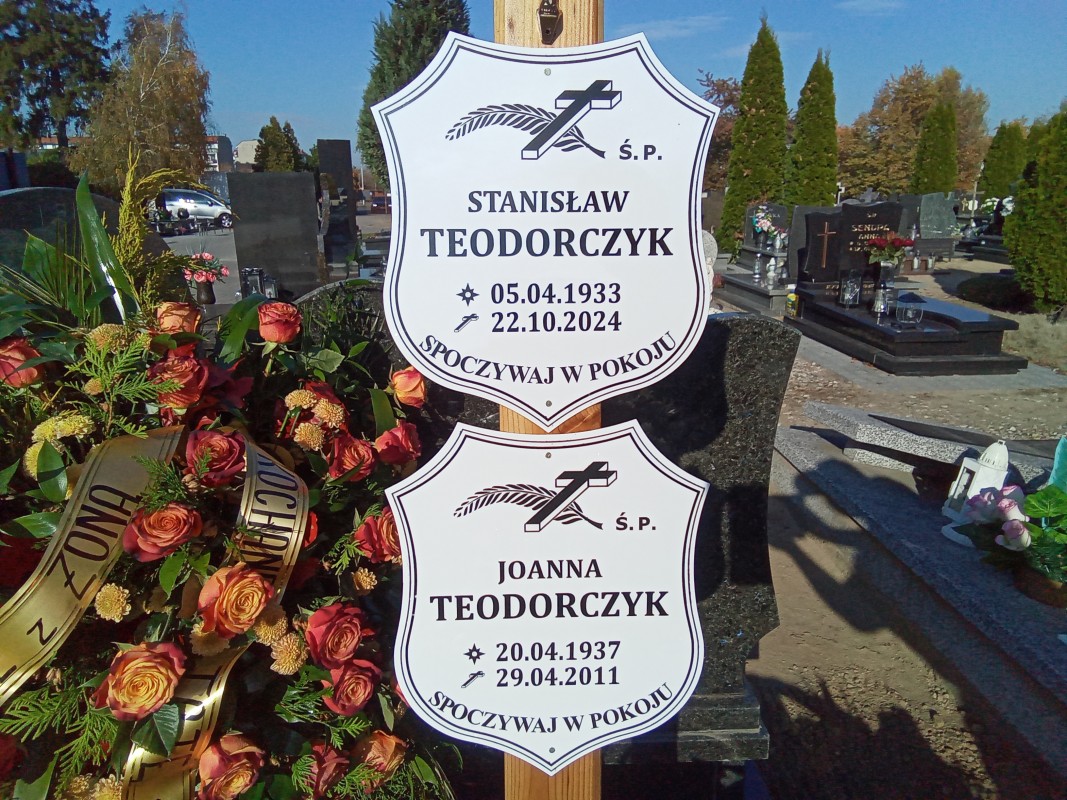 Ś.P.
STANISŁAW
TEODORCZYK
05.04.1933
22.10.2024
SPOCZYWAJ W POKOJU
Ś.P.
JOANNA
TEODORCZYK
20.04.1937
29.04.2011
SPOCZYWAJ W POKOJU
ŻONA
Z